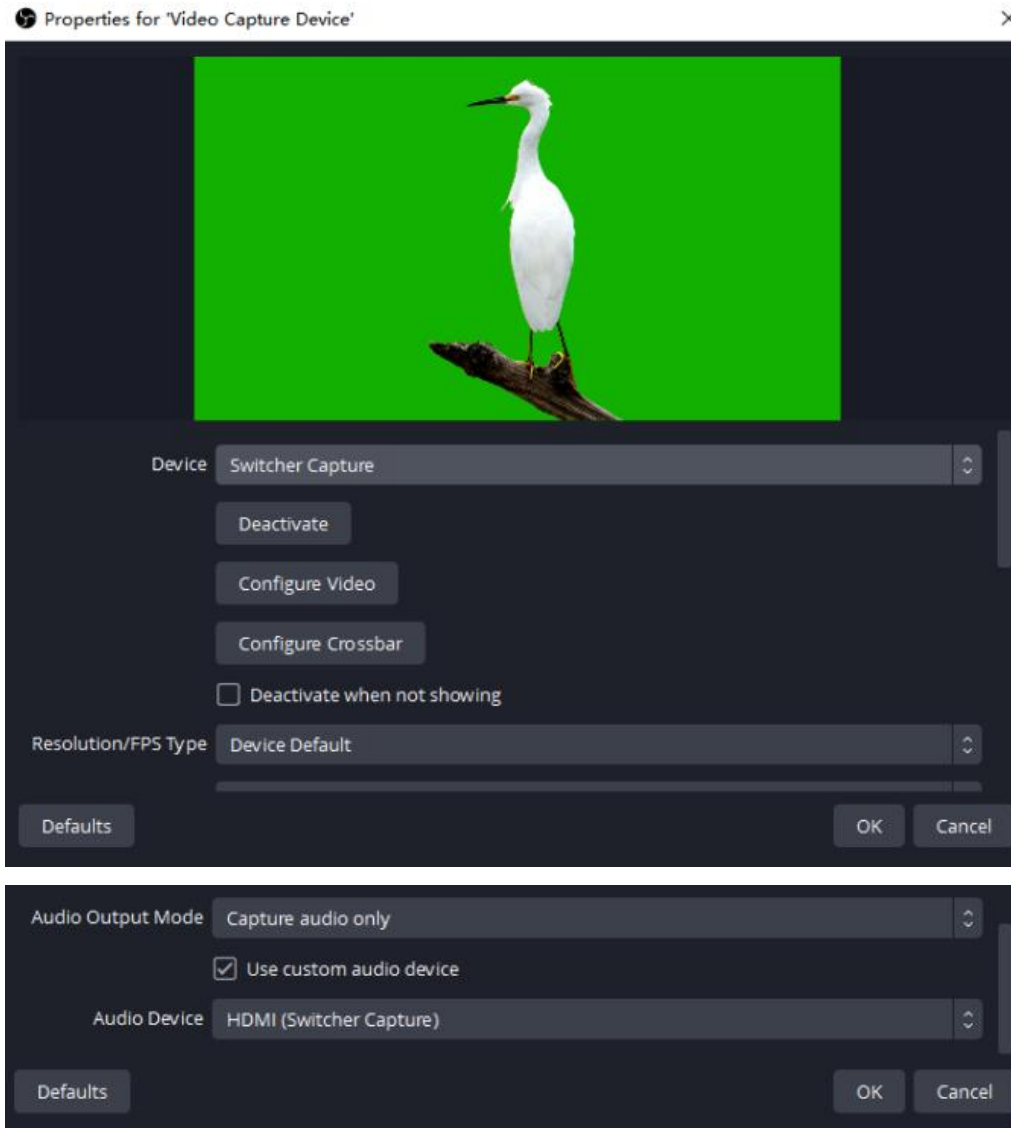 Properties for 'Video Capture Device'
Device Switcher Capture
Deactivate
Configure Video
Configure Crossbar
Deactivate when not showing
Resolution/FPS Type Device Default
Defaults OK Cancel
Audio Output Mode Capture audio only
Use custom audio device
Audio Device HDMI (Switcher Capture)
Defaults OK Cancel